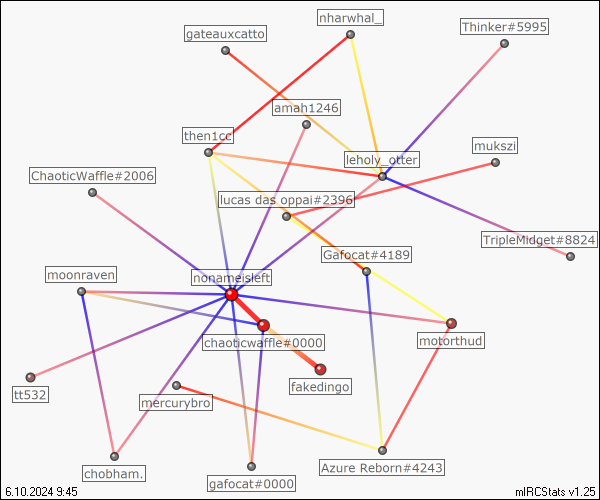 nharwhal_
Thinker#5995
gateauxcatto
amah1246
then1cc
mukszi
leholy_otter
ChaoticWaffle#2006
lucas das oppai#2396
TripleMidget#8824
Gafocat#4189
nonameisleft
moonraven
chaoticwaffle#0000
motorthud
fakedingo
tt532
mercurybro
Azure Reborn#4243
chobham.
gafocat#0000
6.10.2024 9:45
mIRCStats v1.25